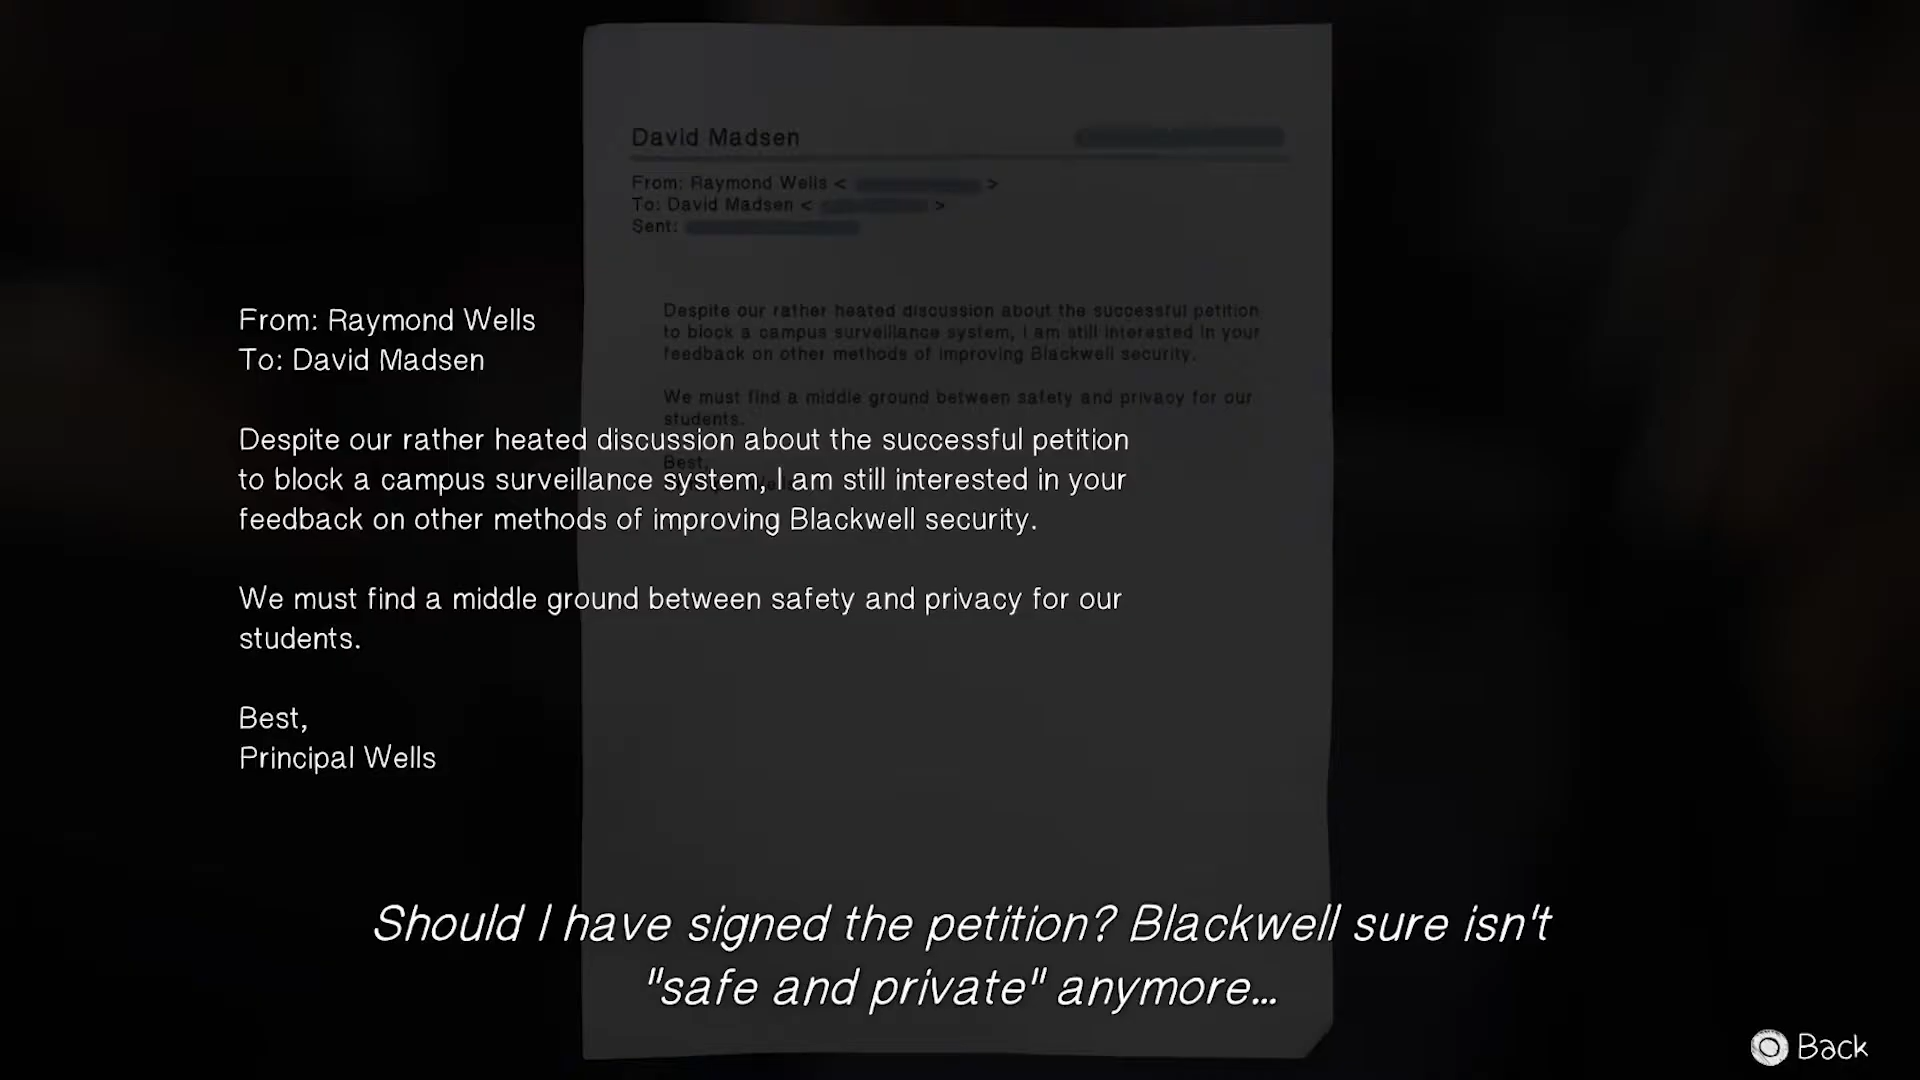 David Madsen
From: Raymond Wells < >
To: David Madsen < >
Sent:
Despite our rather heated discussion about the successful petition
to block a campus surveillance system, I am still interested in your
feedback on other methods of improving Blackwell security.
We must find a middle ground between safety and privacy for our
students.
Best,
From: Raymond Wells
To: David Madsen
Despite our rather heated discussion about the successful petition
to block a campus surveillance system, I am still interested in your
feedback on other methods of improving Blackwell security.
We must find a middle ground between safety and privacy for our
students.
Best,
Principal Wells
Should I have signed the petition? Blackwell sure isn't
"safe and private" anymore...
Back